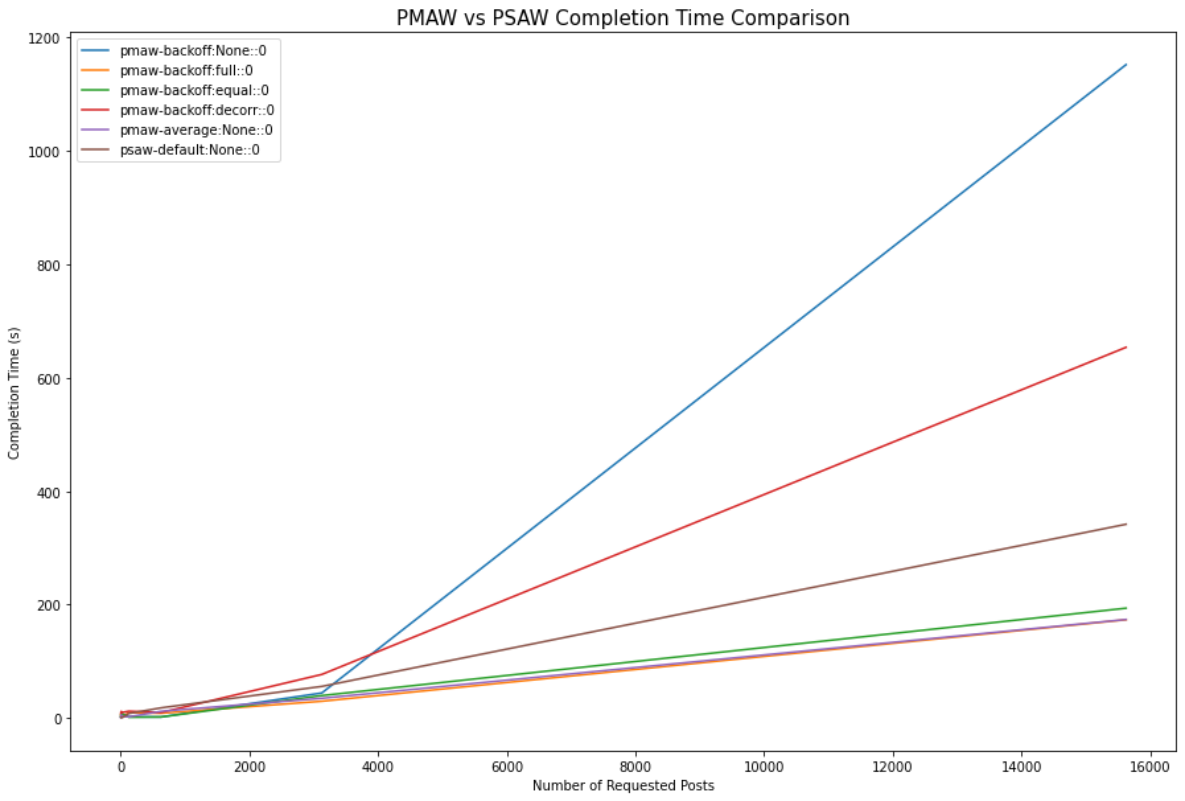 PMAW vs PSAW Completion Time Comparison
1200
1000
800
600
400
200
0
Completion Time (s)
pmaw-backoff:None::0
pmaw-backoff:full::0
pmaw-backoff:equal::0
pmaw-backoff:decorr::0
pmaw-average:None::0
psaw-default:None::0
0 2000 4000 6000 8000 10000 12000 14000 16000
Number of Requested Posts